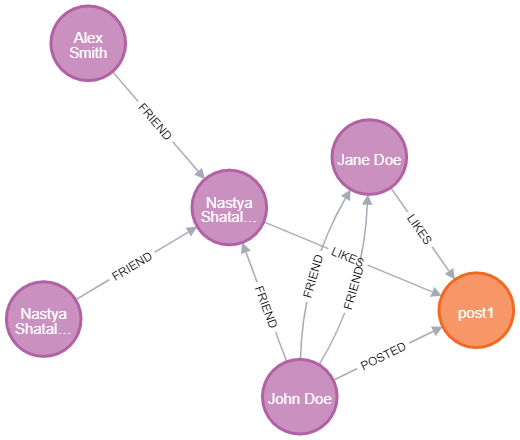 Alex
Smith
FRIEND
Jane Doe
Nastya
Shatal...
LIKES
FRIEND
LIKES
Nastya
Shatal...
FRIEND
FRIEND
FRIEND
post1
POSTED
John Doe